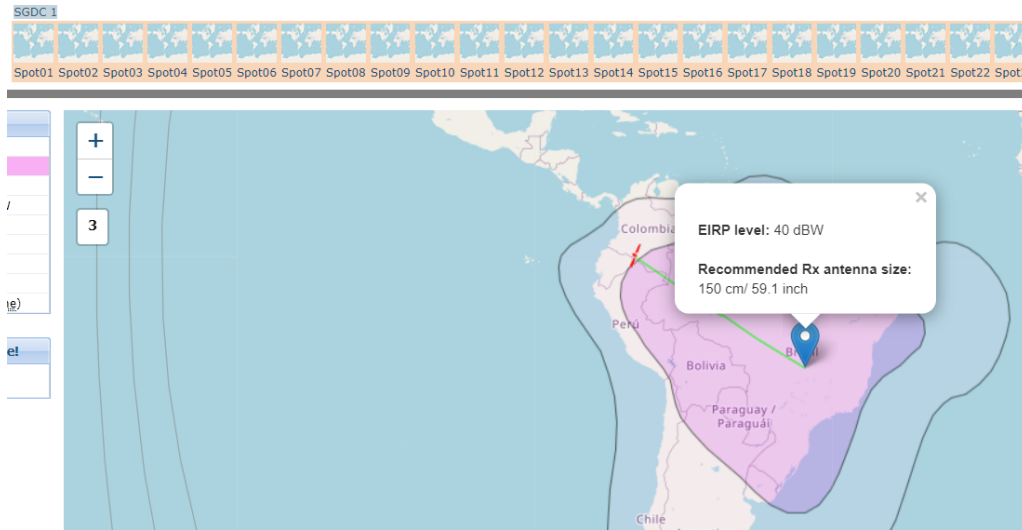 SGDC 1
Spot01 Spot02 Spot03 Spot04 Spot05 Spot06 Spot07 Spot08 Spot09 Spot10 Spot11 Spot12 Spot13 Spot14 Spot15 Spot16 Spot17 Spot18 Spot19 Spot20 Spot21 Spot22 Spot
+
−
3
×
EIRP level: 40 dBW
Recommended Rx antenna size:
150 cm/ 59.1 inch
Colombia
Perú
Bolivia
Paraguay /
Paraguái
Chile
e)
e!